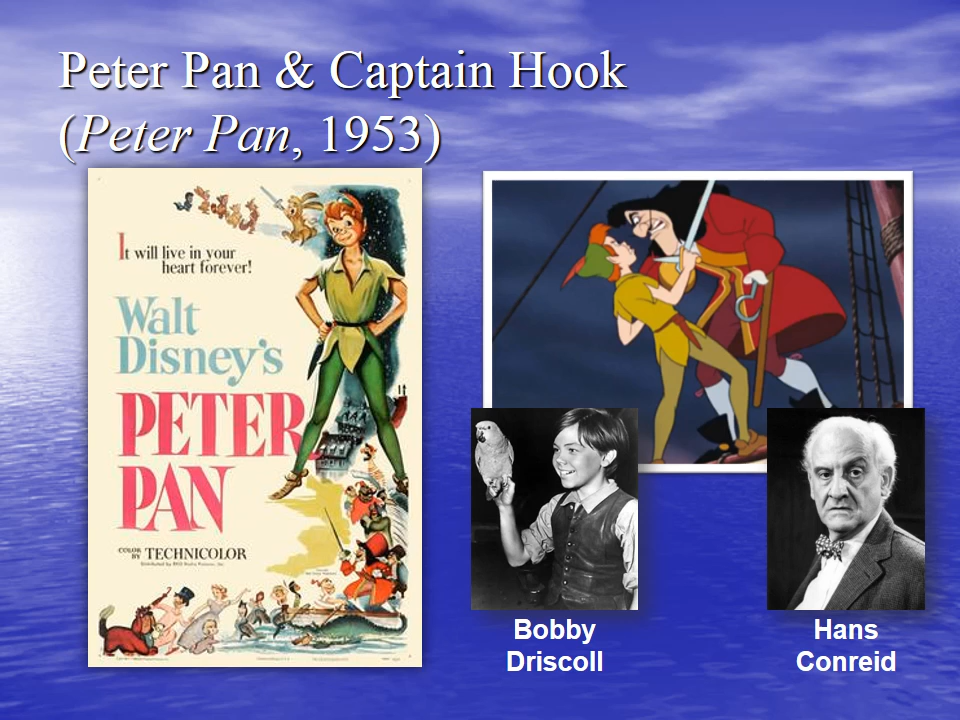 Peter Pan & Captain Hook
(Peter Pan, 1953)
It will live in your
heart forever!
Walt
Disney's
PETER
PAN
COLOR BY TECHNICOLOR
Bobby
Driscoll
Hans
Conreid